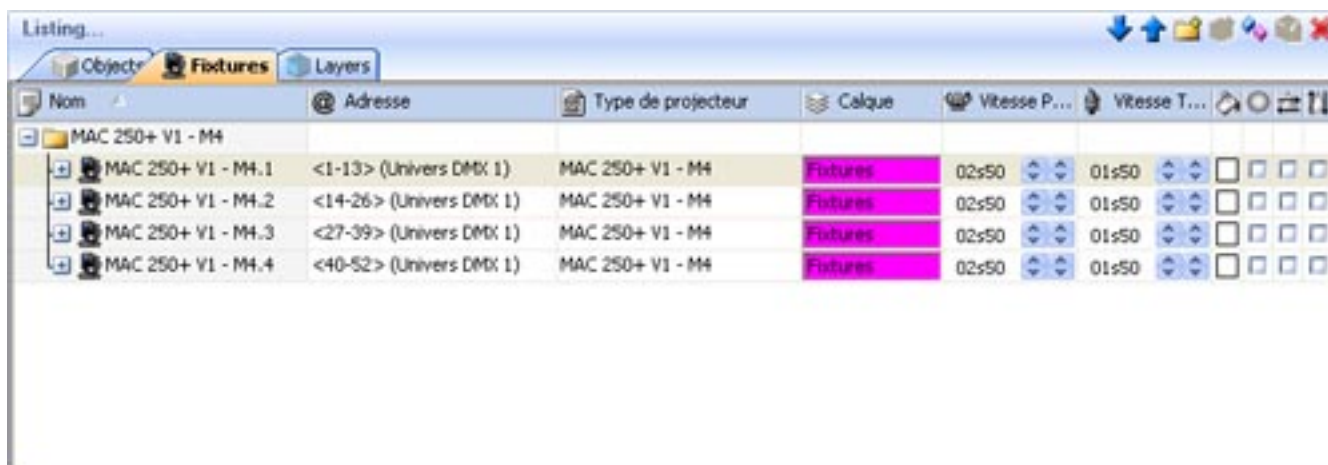 Listing...
Objects Fixtures Layers
Nom @ Adresse Type de projecteur Calque Vitesse P... Vitesse T...
MAC 250+ V1 - M4
MAC 250+ V1 - M4.1 <1-13> (Univers DMX 1) MAC 250+ V1 - M4 Fixtures 02s50 01s50
MAC 250+ V1 - M4.2 <14-26> (Univers DMX 1) MAC 250+ V1 - M4 Fixtures 02s50 01s50
MAC 250+ V1 - M4.3 <27-39> (Univers DMX 1) MAC 250+ V1 - M4 Fixtures 02s50 01s50
MAC 250+ V1 - M4.4 <40-52> (Univers DMX 1) MAC 250+ V1 - M4 Fixtures 02s50 01s50